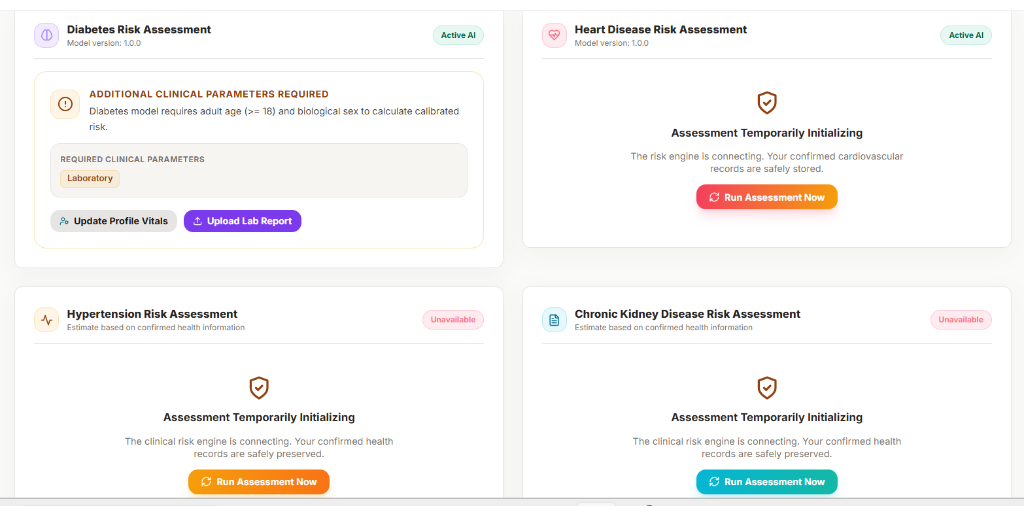 Diabetes Risk Assessment
Model version: 1.0.0
Active AI
ADDITIONAL CLINICAL PARAMETERS REQUIRED
Diabetes model requires adult age (>= 18) and biological sex to calculate calibrated
risk.
REQUIRED CLINICAL PARAMETERS
Laboratory
Update Profile Vitals
Upload Lab Report
Heart Disease Risk Assessment
Model version: 1.0.0
Active AI
Assessment Temporarily Initializing
The risk engine is connecting. Your confirmed cardiovascular
records are safely stored.
Run Assessment Now
Hypertension Risk Assessment
Estimate based on confirmed health information
Unavailable
Assessment Temporarily Initializing
The clinical risk engine is connecting. Your confirmed health
records are safely preserved.
Run Assessment Now
Chronic Kidney Disease Risk Assessment
Estimate based on confirmed health information
Unavailable
Assessment Temporarily Initializing
The clinical risk engine is connecting. Your confirmed health
records are safely preserved.
Run Assessment Now